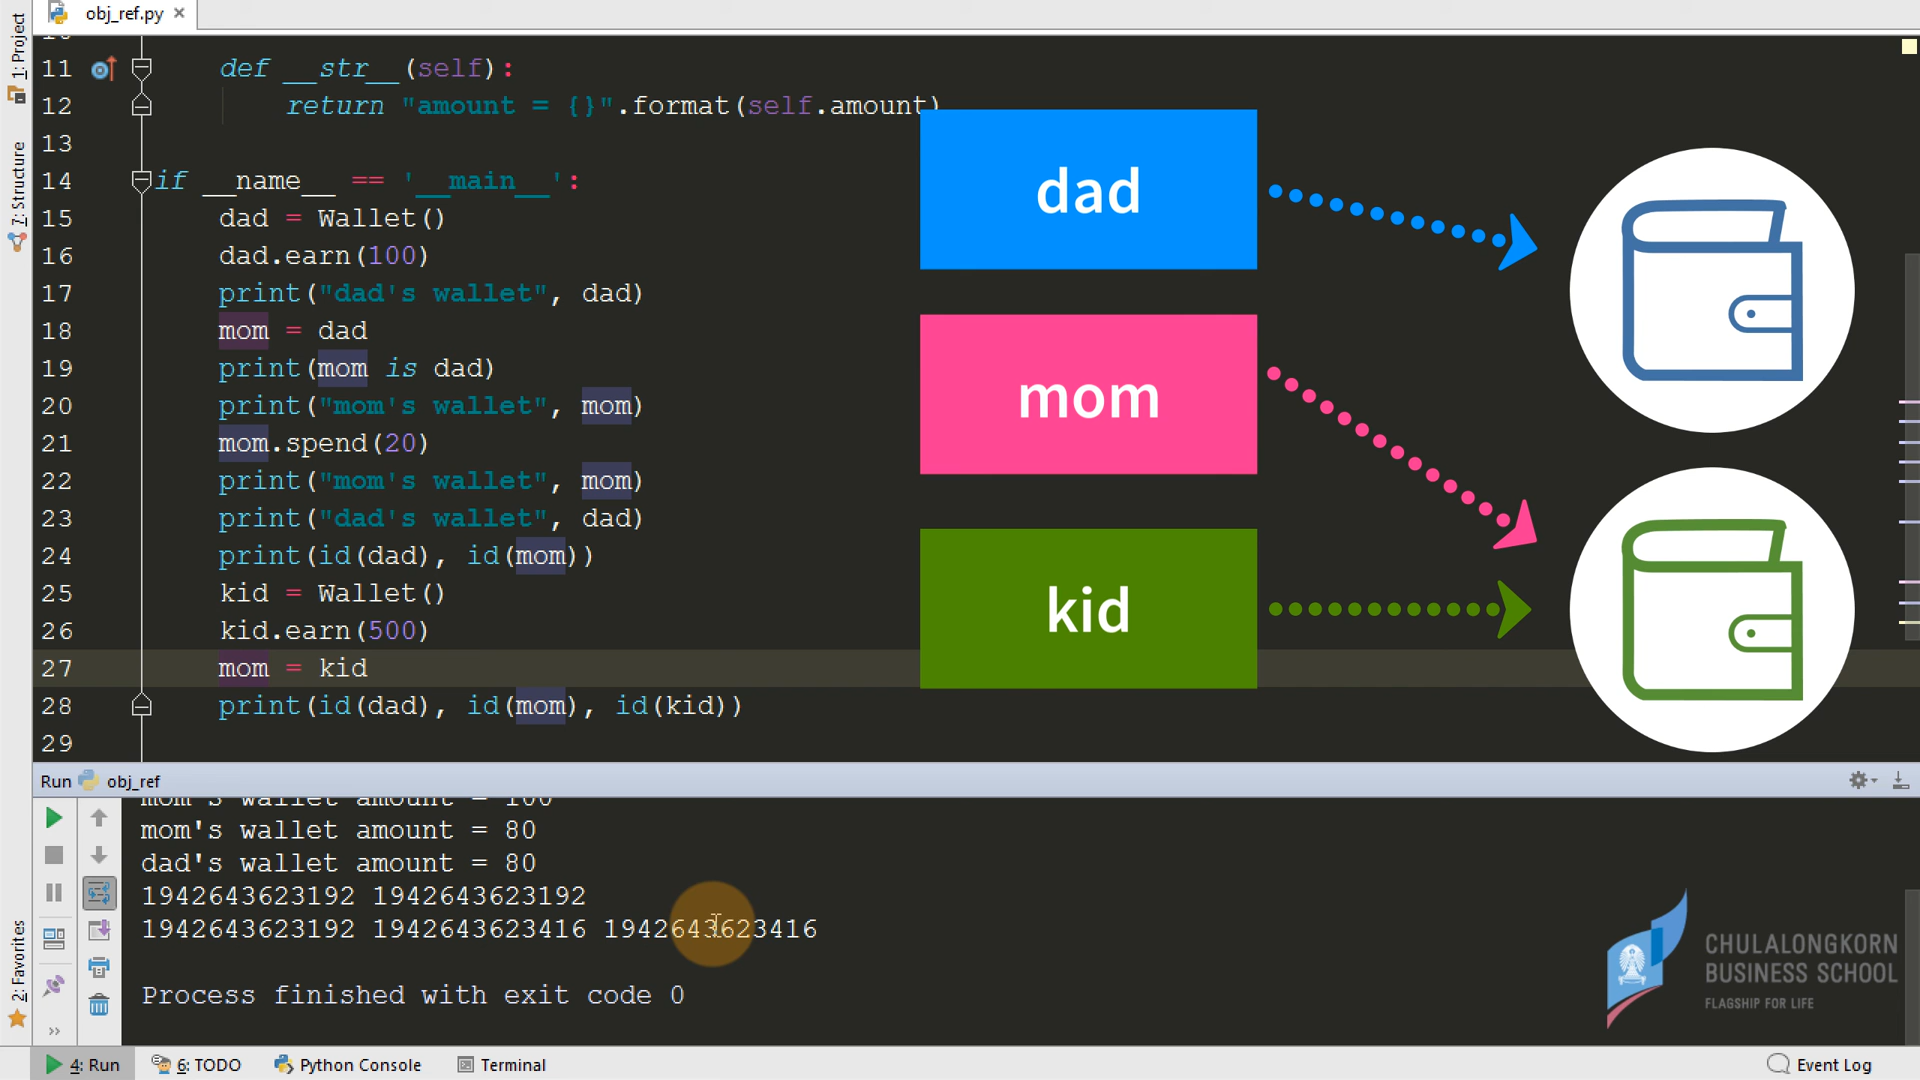 obj_ref.py
1: Project
7: Structure
2: Favorites
11 def __str__(self):
12 return "amount = {}".format(self.amount)
13
14 if __name__ == '__main__':
15 dad = Wallet()
16 dad.earn(100)
17 print("dad's wallet", dad)
18 mom = dad
19 print(mom is dad)
20 print("mom's wallet", mom)
21 mom.spend(20)
22 print("mom's wallet", mom)
23 print("dad's wallet", dad)
24 print(id(dad), id(mom))
25 kid = Wallet()
26 kid.earn(500)
27 mom = kid
28 print(id(dad), id(mom), id(kid))
29
dad
mom
kid
Run obj_ref
mom's wallet amount = 100
mom's wallet amount = 80
dad's wallet amount = 80
1942643623192 1942643623192
1942643623192 1942643623416 1942643623416
Process finished with exit code 0
CHULALONGKORN
BUSINESS SCHOOL
FLAGSHIP FOR LIFE
4: Run 6: TODO Python Console Terminal Event Log